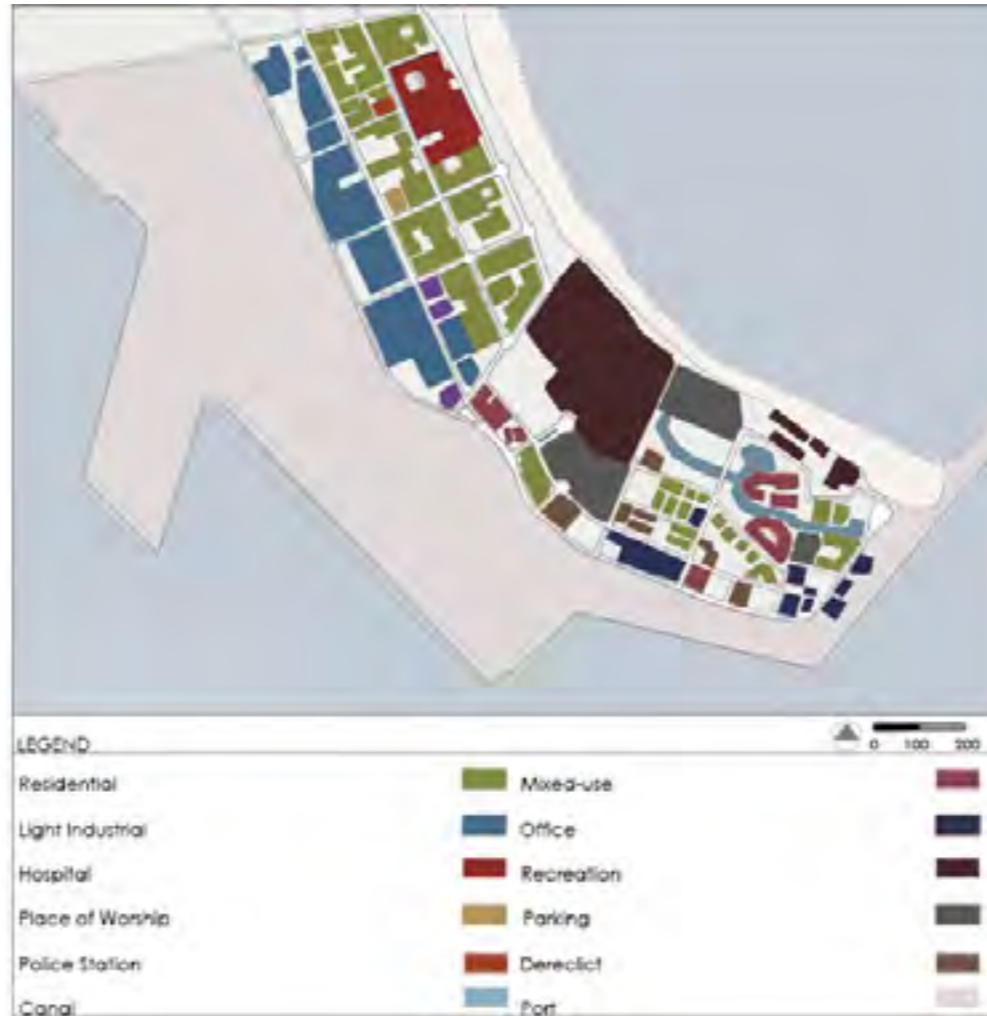 LEGEND
0 100 200
Residential
Light Industrial
Hospital
Place of Worship
Police Station
Canal
Mixed-use
Office
Recreation
Parking
Dereclict
Port